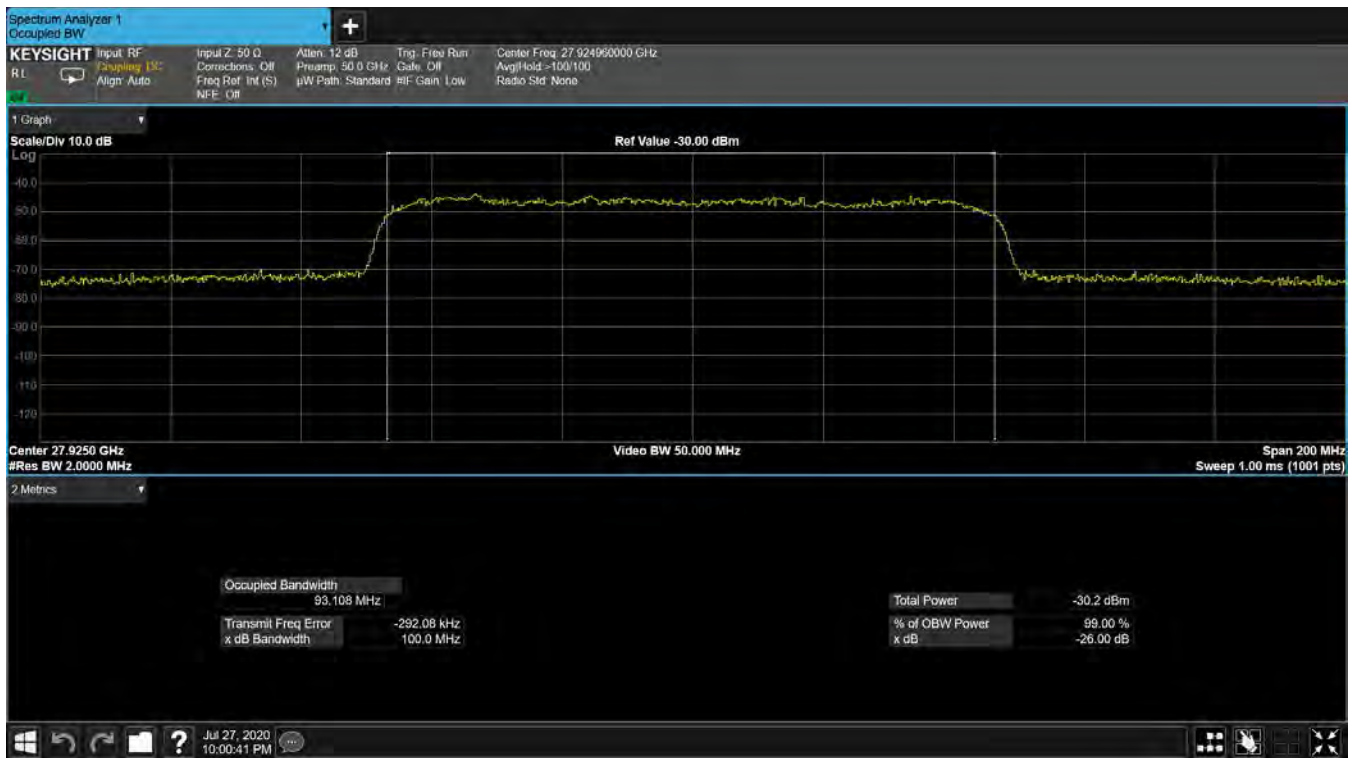 Spectrum Analyzer 1
Occupied BW
KEYSIGHT Input: RF Input Z: 50 Ω Atten: 12 dB Trig: Free Run Center Freq: 27.924960000 GHz
R L Coupling: DC Corrections: Off Preamp: 50.0 GHz Gate: Off Avg|Hold:>100/100
Align: Auto Freq Ref: Int (S) µW Path: Standard #IF Gain: Low Radio Std: None
NFE: Off
1 Graph
Scale/Div 10.0 dB Ref Value -30.00 dBm
Log
-40.0
-50.0
-60.0
-70.0
-80.0
-90.0
-100
-110
-120
Center 27.9250 GHz Video BW 50.000 MHz Span 200 MHz
#Res BW 2.0000 MHz Sweep 1.00 ms (1001 pts)
2 Metrics
Occupied Bandwidth
93.108 MHz Total Power -30.2 dBm
Transmit Freq Error -292.08 kHz % of OBW Power 99.00 %
x dB Bandwidth 100.0 MHz x dB -26.00 dB
Jul 27, 2020
10:00:41 PM